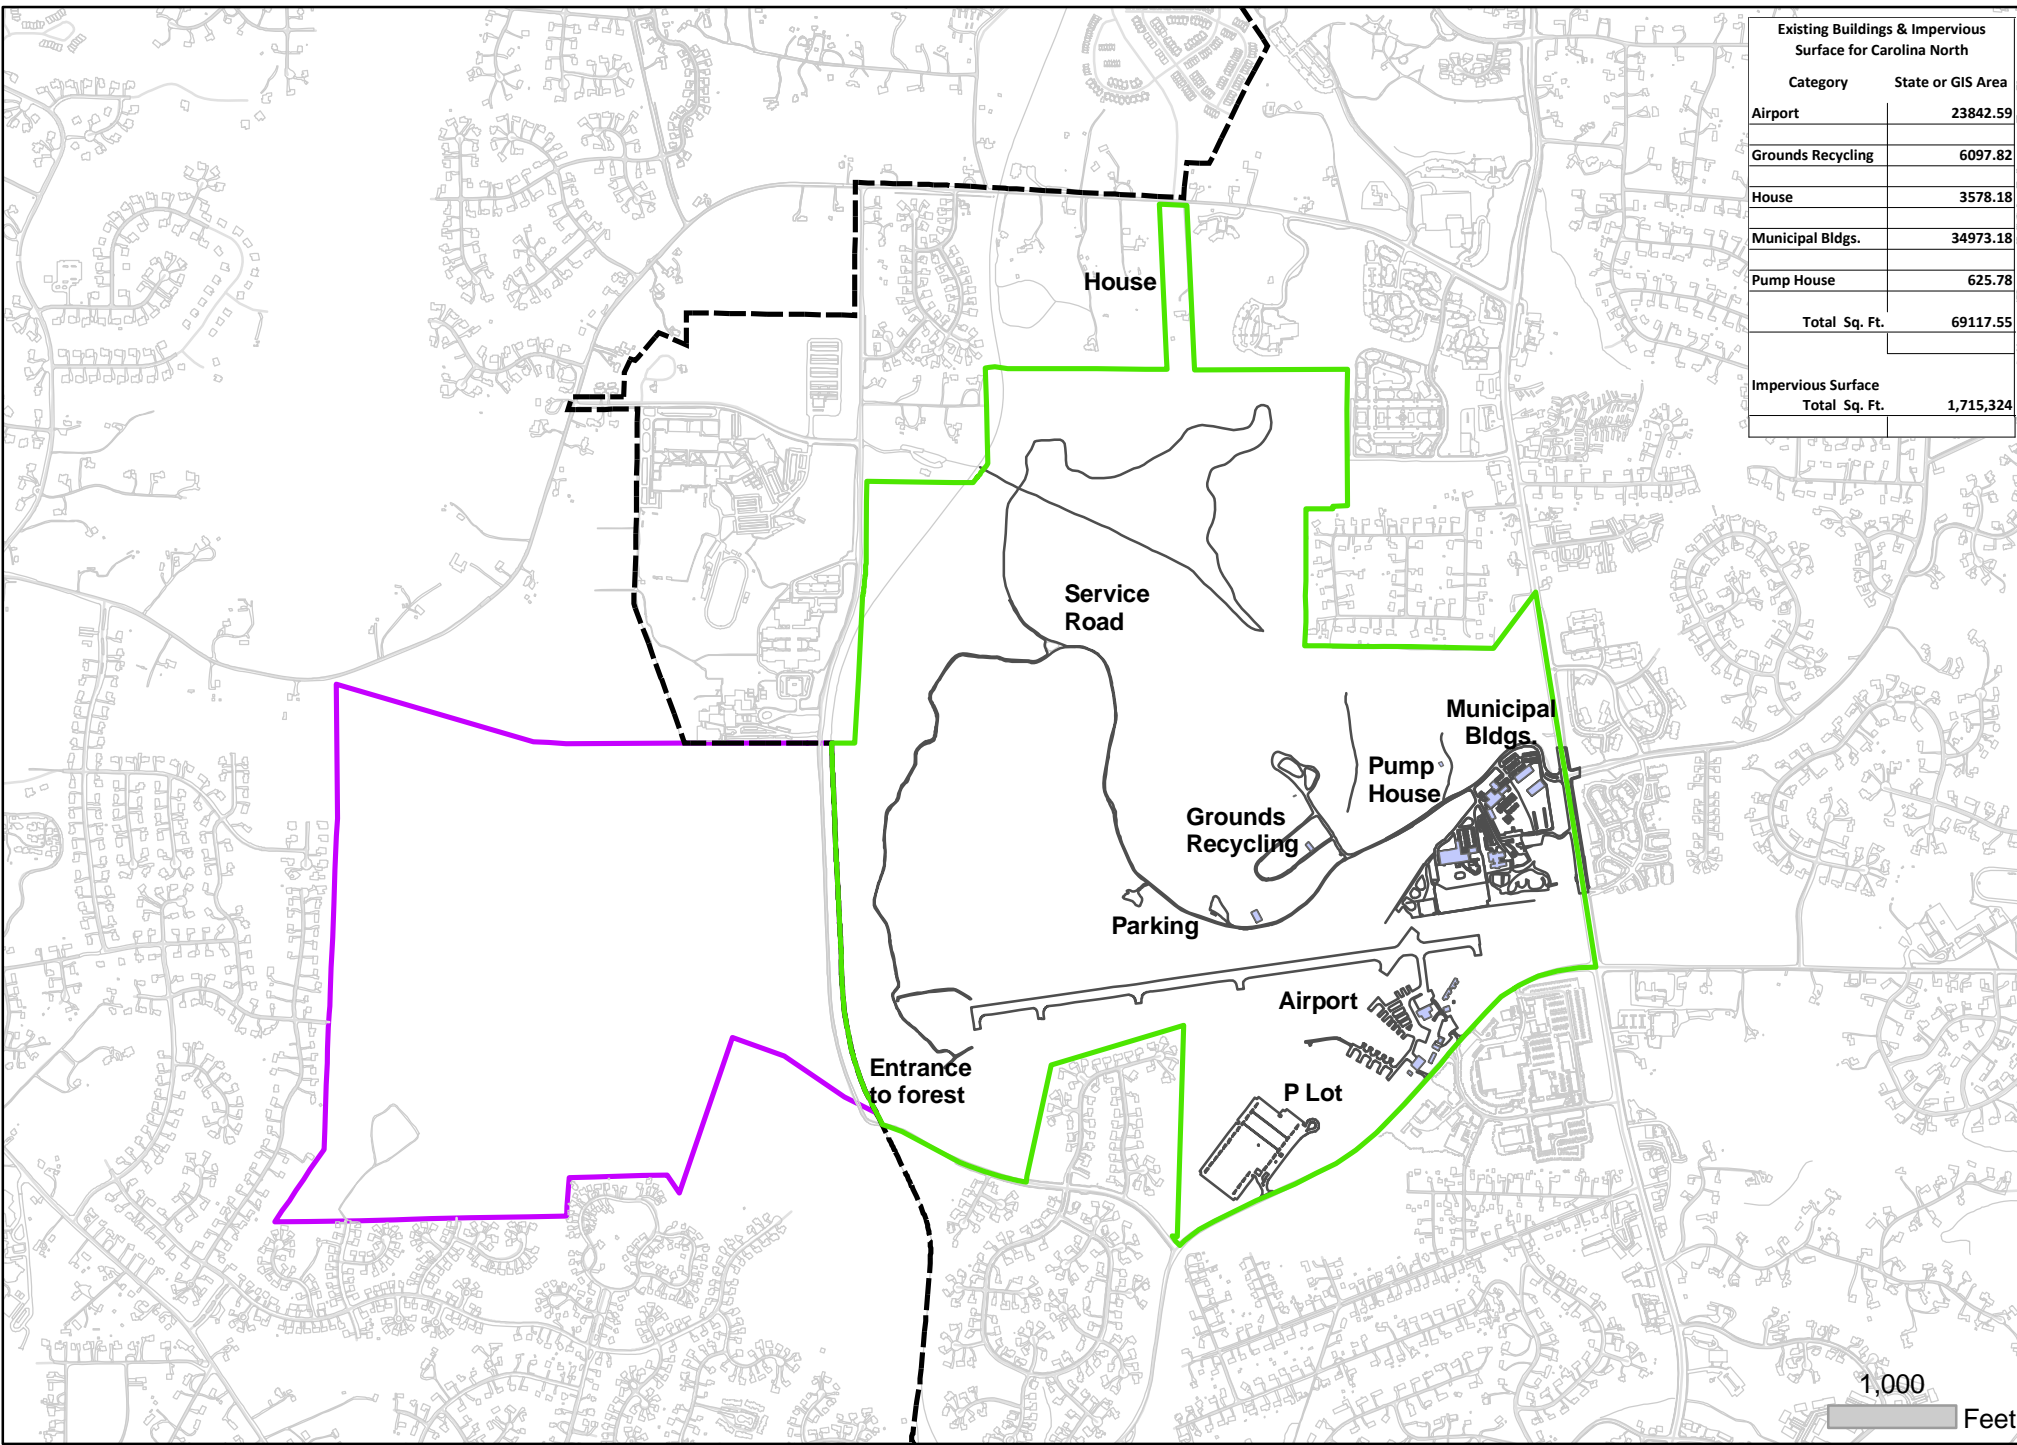 Existing Buildings & Impervious
Surface for Carolina North
Category State or GIS Area
Airport 23842.59
Grounds Recycling 6097.82
House 3578.18
Municipal Bldgs. 34973.18
Pump House 625.78
Total Sq. Ft. 69117.55
Impervious Surface
Total Sq. Ft. 1,715,324
House
Service
Road
Municipal
Bldgs.
Pump
House
Grounds
Recycling
Parking
Airport
Entrance
to forest
P Lot
1,000
Feet